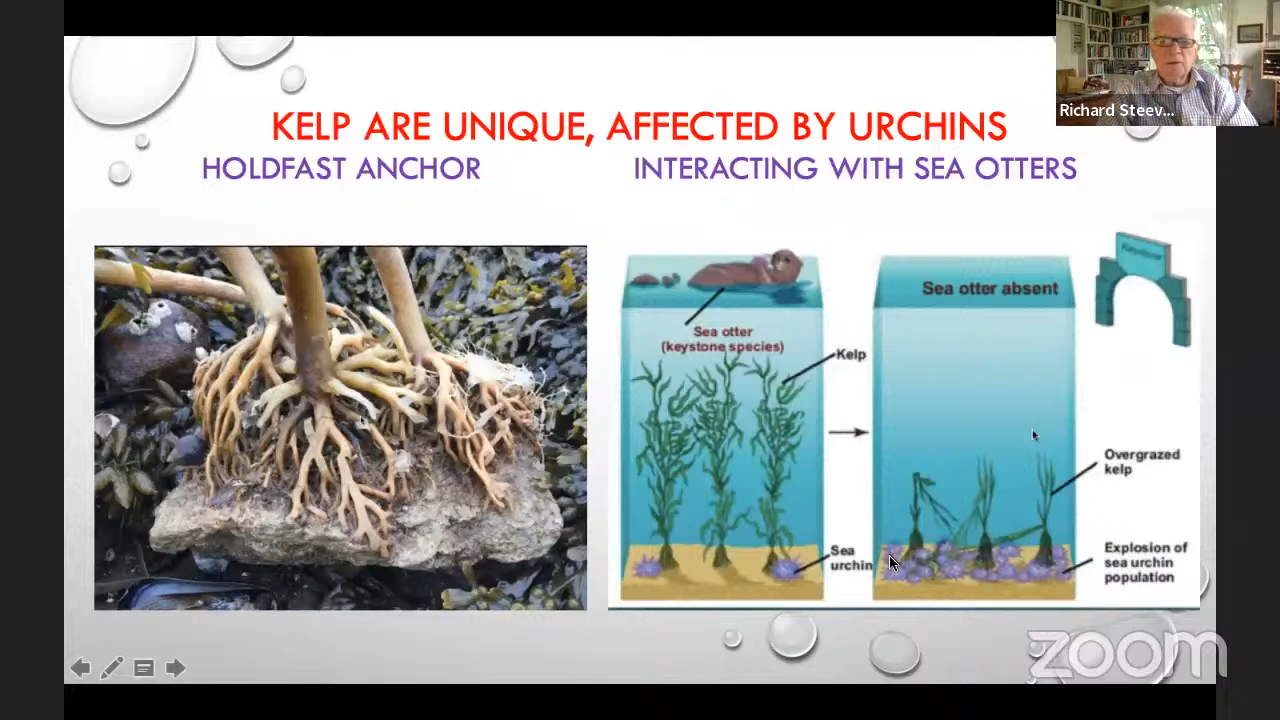 KELP ARE UNIQUE, AFFECTED BY URCHINS
HOLDFAST ANCHOR
INTERACTING WITH SEA OTTERS
Richard Steev...
Sea otter
(keystone species)
Kelp
Sea
urchin
Sea otter absent
Keystone
Overgrazed
kelp
Explosion of
sea urchin
population
zoom